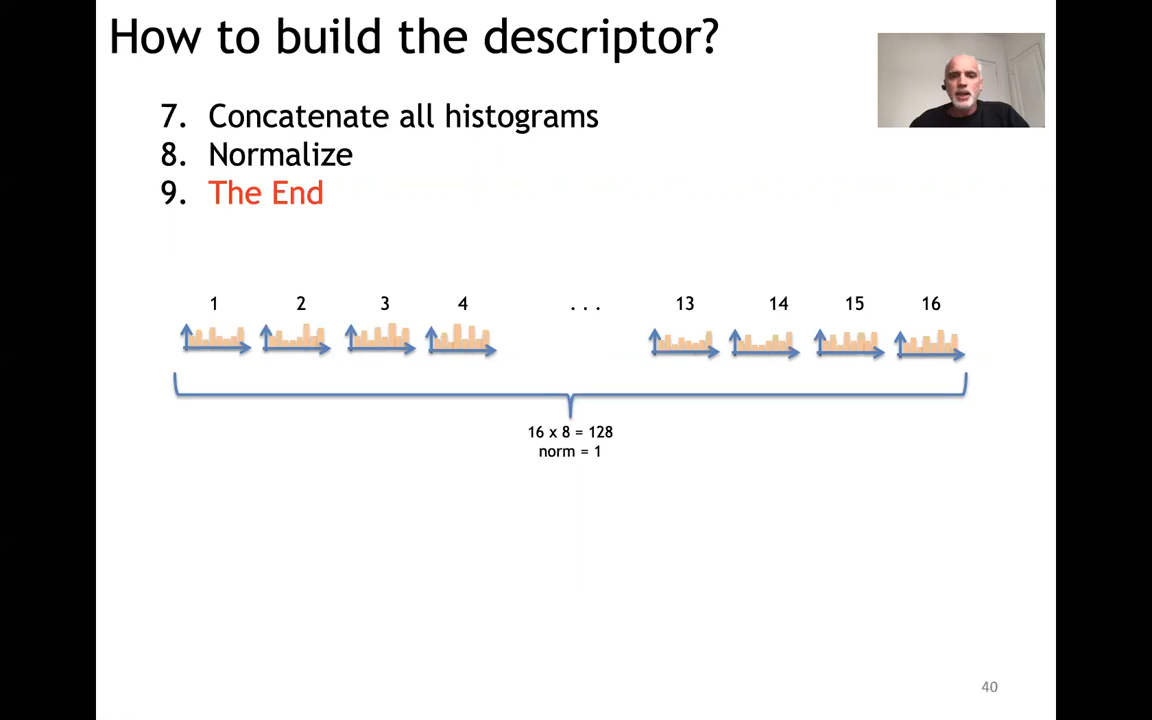 How to build the descriptor?
7. Concatenate all histograms
8. Normalize
9. The End
1 2 3 4 ... 13 14 15 16
16 x 8 = 128
norm = 1
40